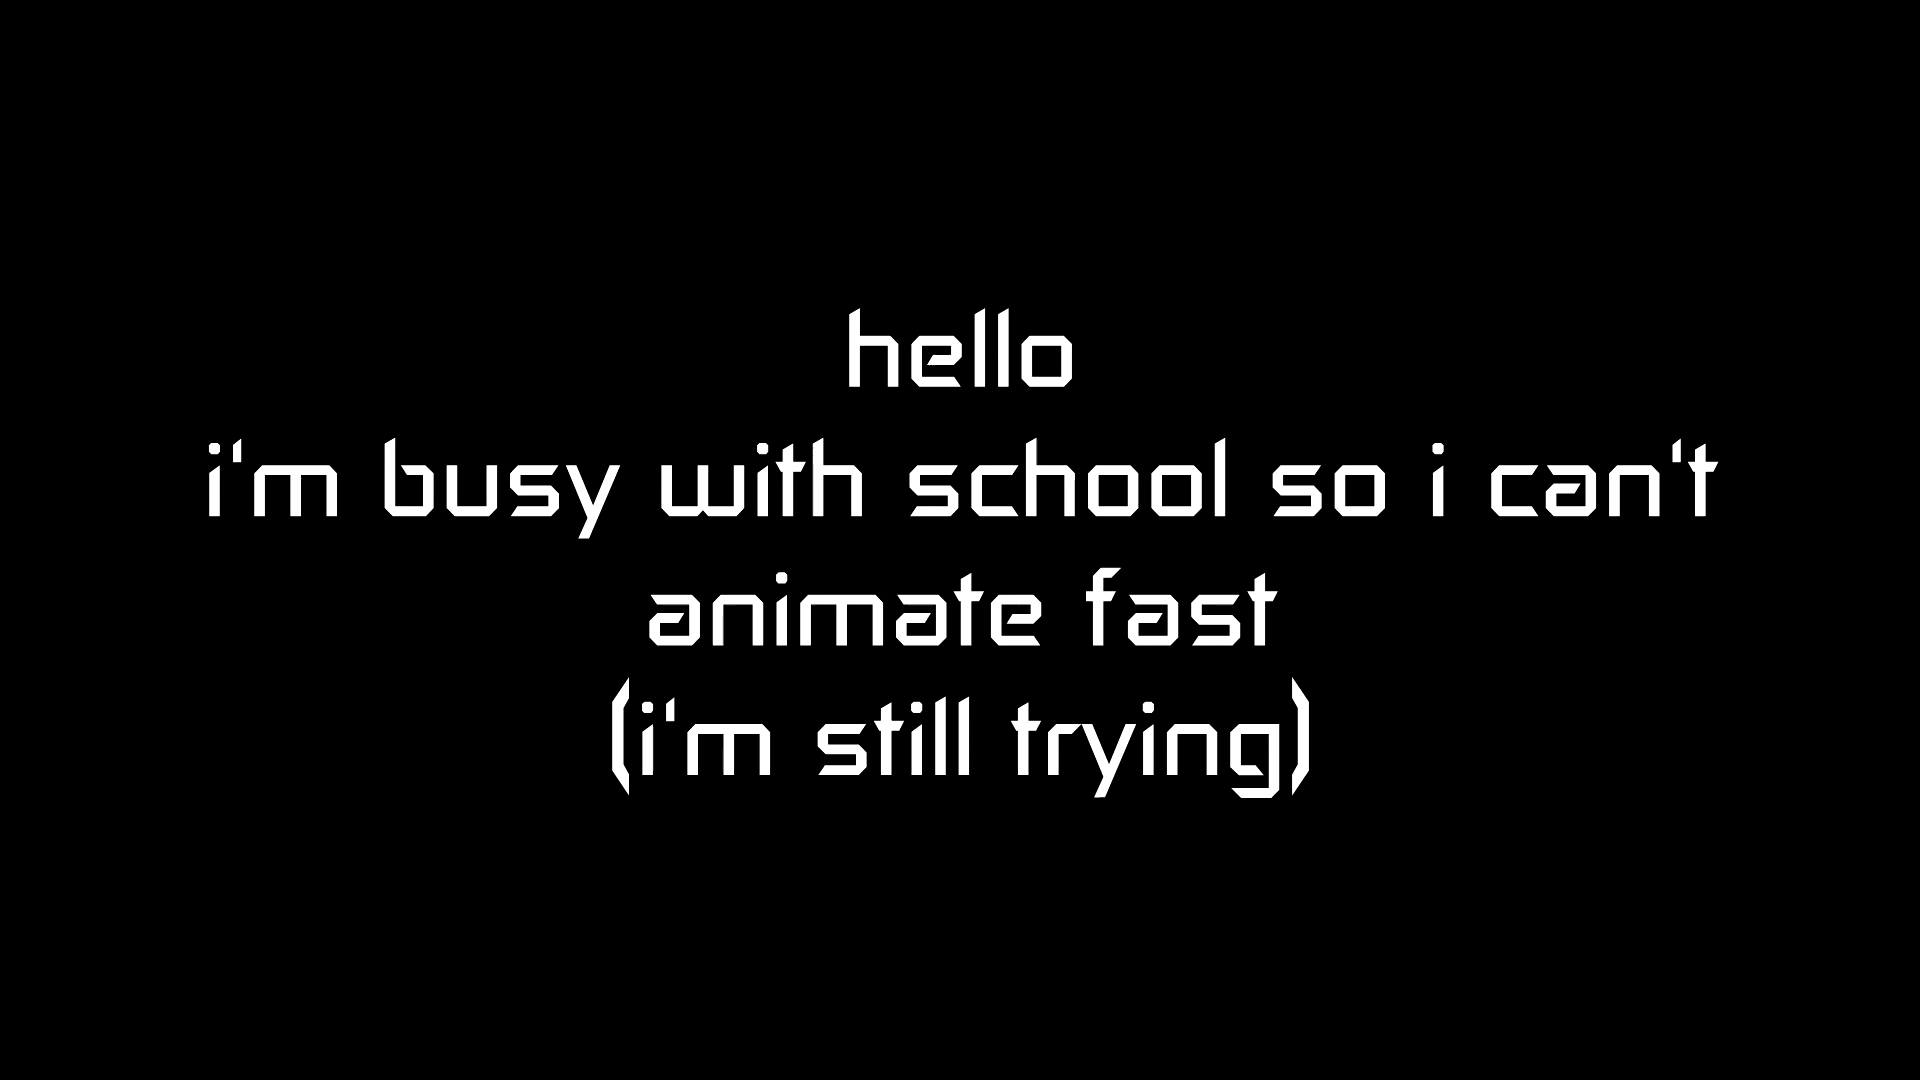 hello
i'm busy with school so i can't
animate fast
(i'm still trying)